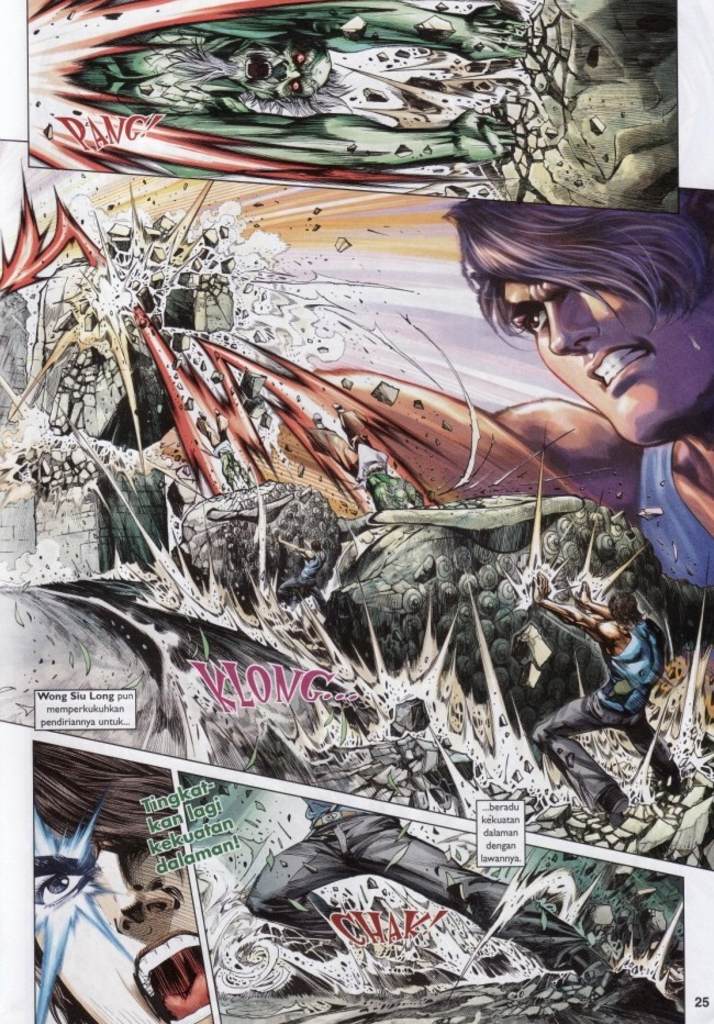 PANG!
KLONG...
Wong Siu Long pun
memperkukuhkan
pendiriannya untuk...
...beradu
kekuatan
dalaman
dengan
lawannya.
Tingkat-
kan lagi
kekuatan
dalaman!
CHAK!
25